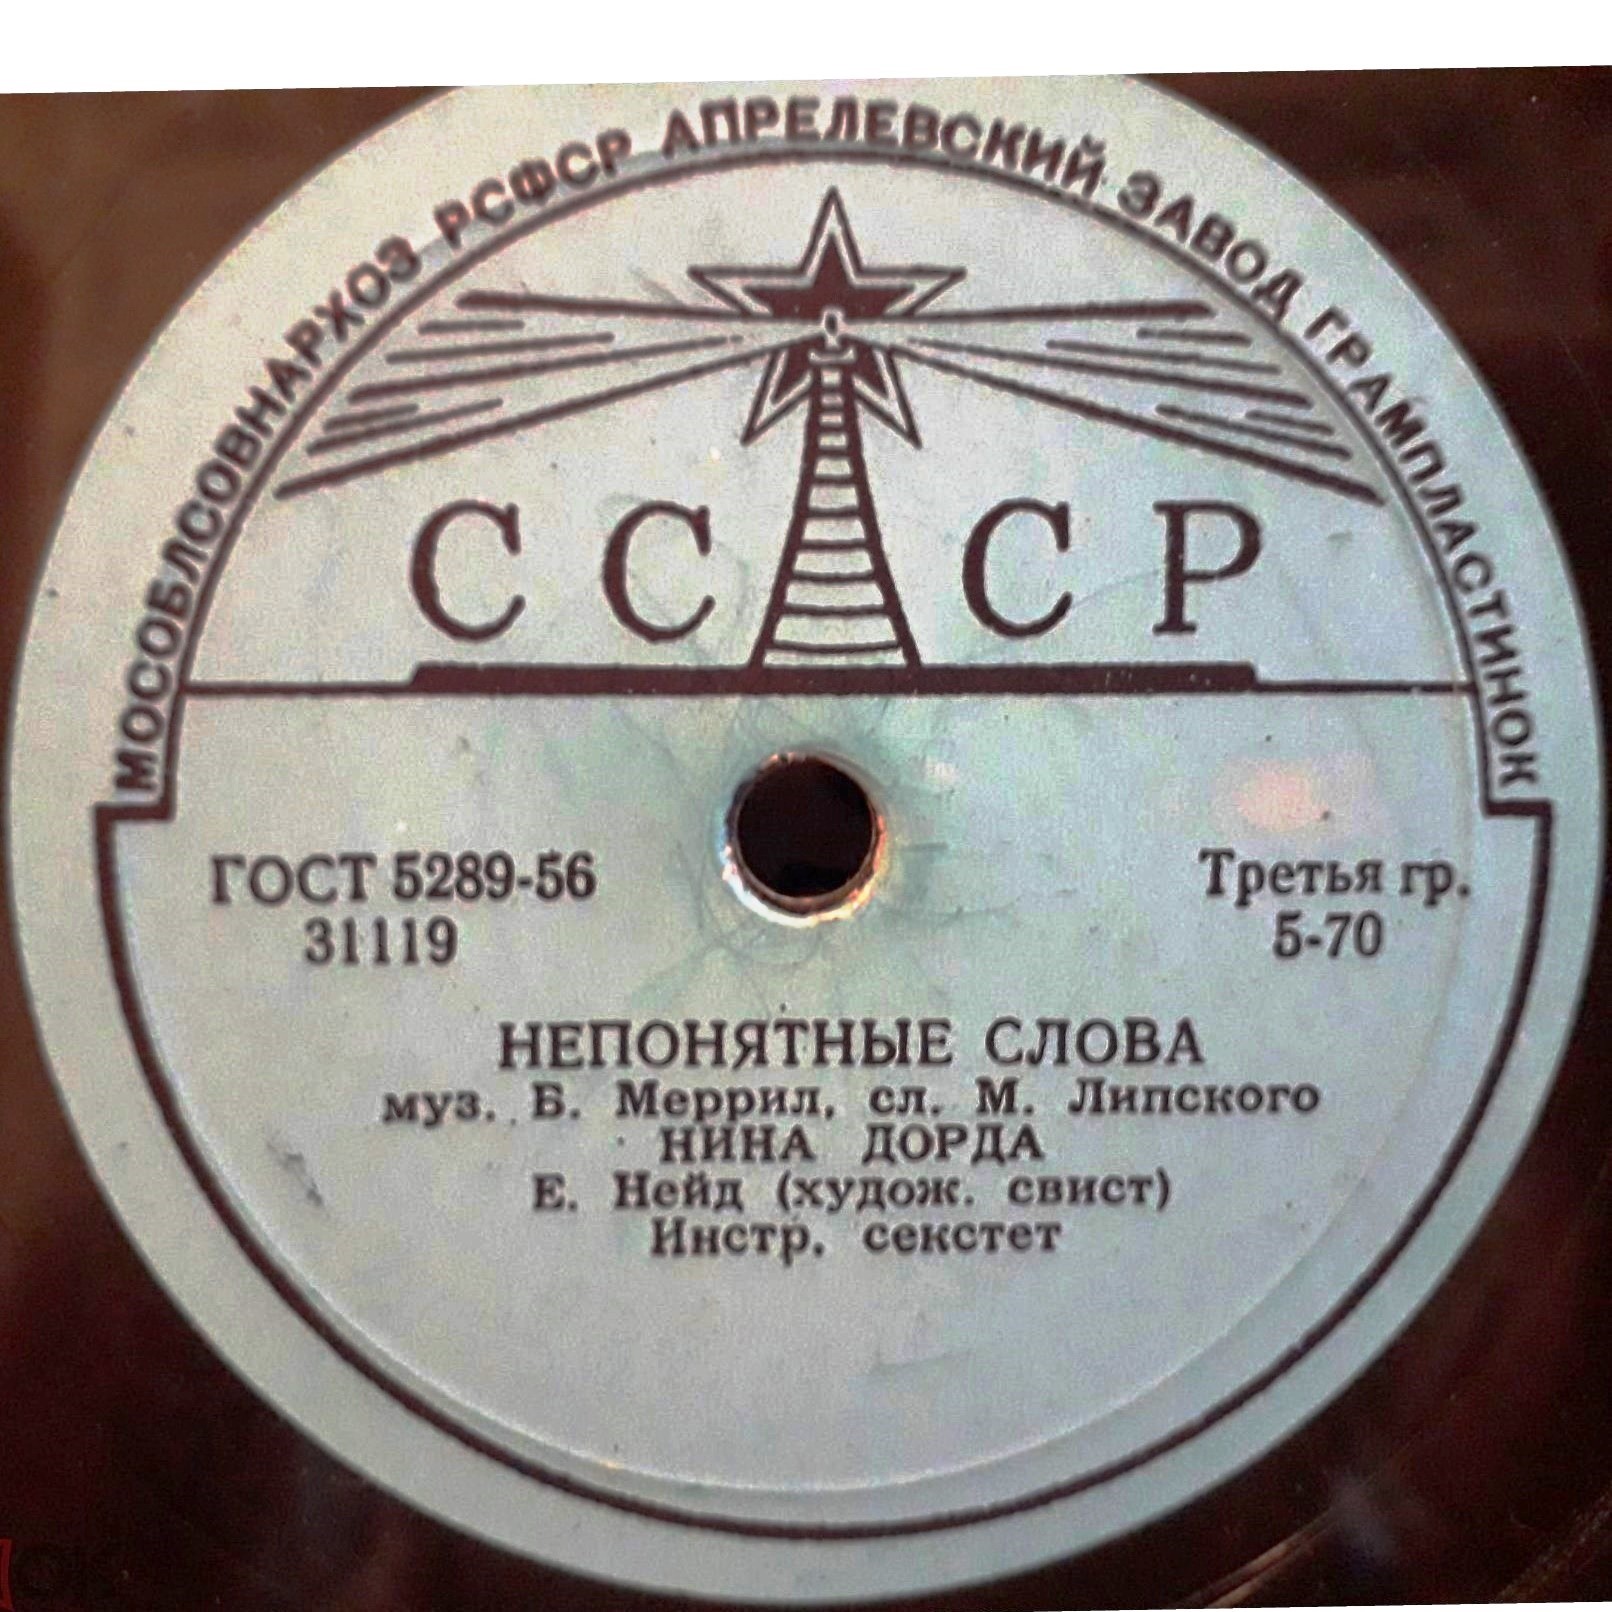 МОСОБЛСОВНАРХОЗ РСФСР АПРЕЛЕВСКИЙ ЗАВОД ГРАМПЛАСТИНОК
СССР
ГОСТ 5289-56
31119
Третья гр.
5-70
НЕПОНЯТНЫЕ СЛОВА
муз. Б. Меррил, сл. М. Липского
НИНА ДОРДА
Е. Нейд (худож. свист)
Инстр. секстет